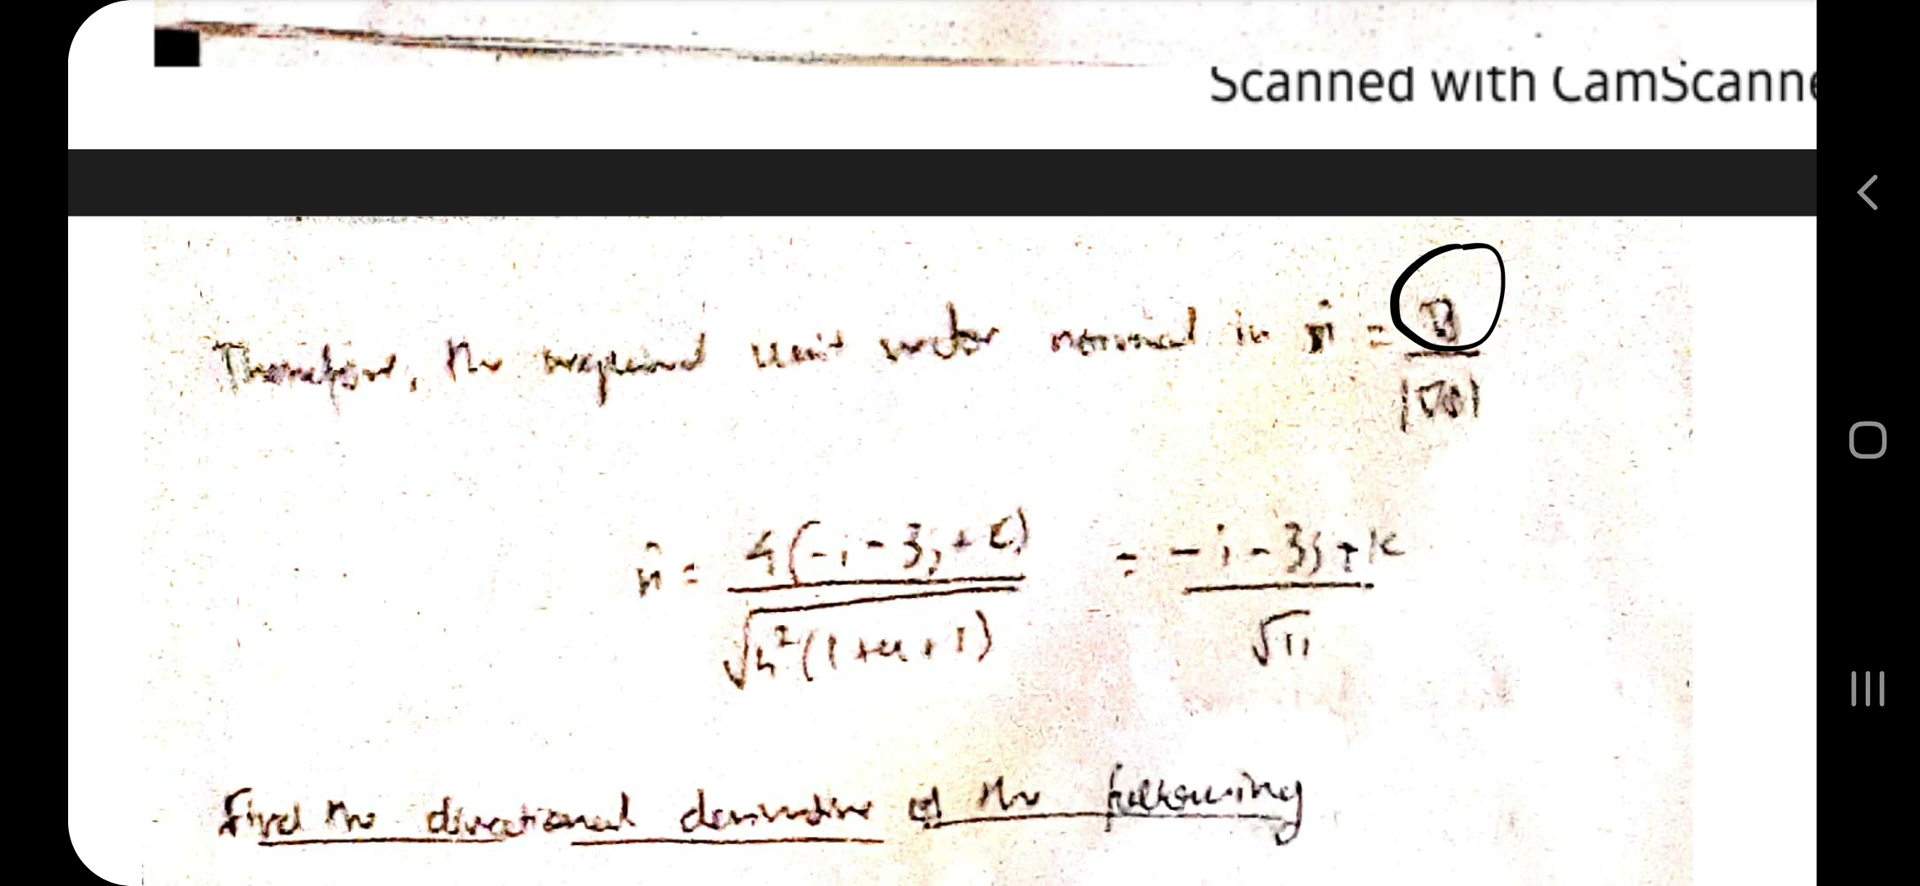 Scanned with CamScanne
Therefore, the required unit vector normal is n̂ =
|∇φ|
n̂ = 4(-i-3j+k) / √4²(1+9+1) = -i-3j+k / √11
Find the directional derivative of the following